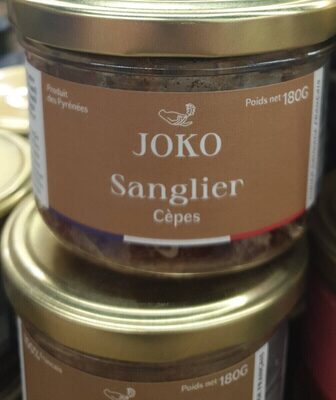 Produit
des Pyrénées
Poids net 180G
JOKO
Sanglier
Cèpes
Poids net 180G